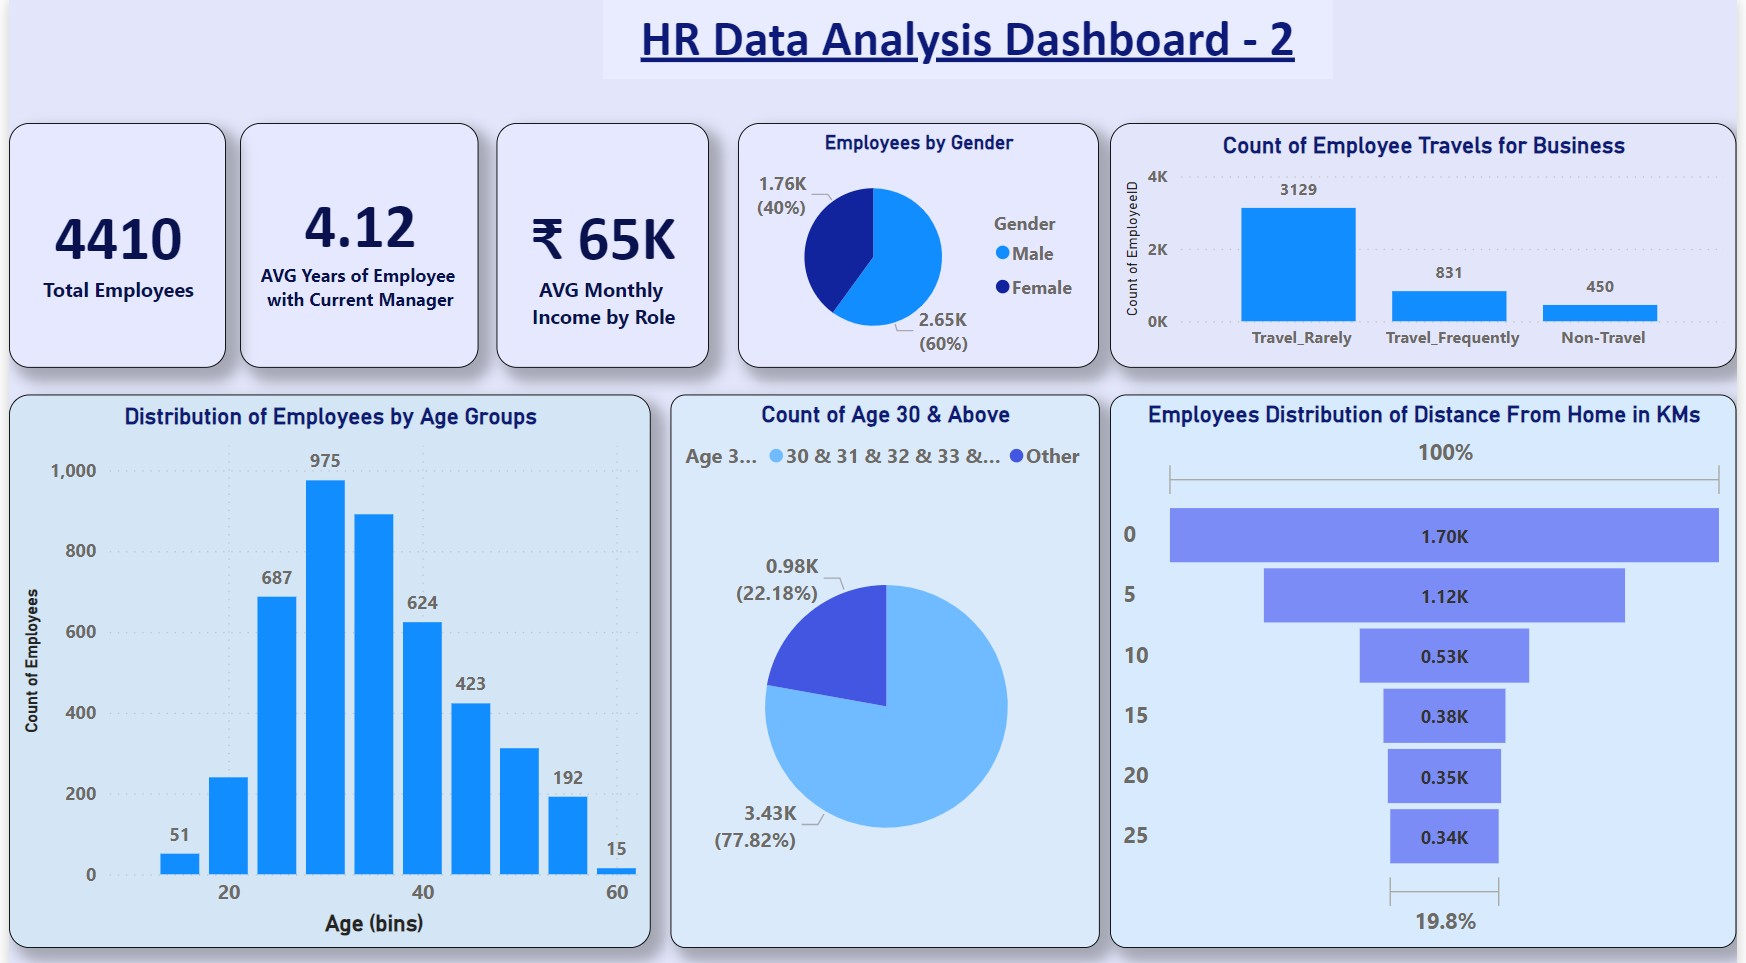 HR Data Analysis Dashboard - 2
4410
Total Employees
4.12
AVG Years of Employee
with Current Manager
₹ 65K
AVG Monthly
Income by Role
Employees by Gender
1.76K
(40%)
2.65K
(60%)
Gender
Male
Female
Count of Employee Travels for Business
Count of EmployeeID
4K
2K
0K
3129
831
450
Travel_Rarely
Travel_Frequently
Non-Travel
Distribution of Employees by Age Groups
Count of Employees
1,000
800
600
400
200
0
51
687
975
624
423
192
15
20
40
60
Age (bins)
Count of Age 30 & Above
Age 3... 30 & 31 & 32 & 33 &... Other
0.98K
(22.18%)
3.43K
(77.82%)
Employees Distribution of Distance From Home in KMs
100%
0 1.70K
5 1.12K
10 0.53K
15 0.38K
20 0.35K
25 0.34K
19.8%